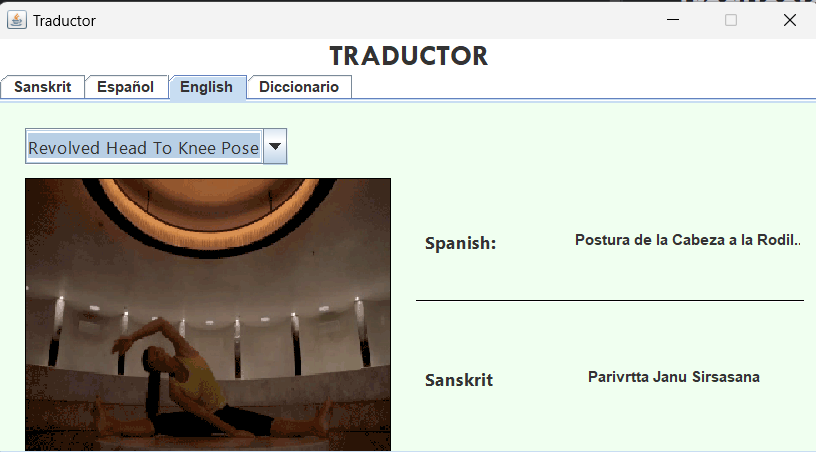 Traductor
TRADUCTOR
Sanskrit Español English Diccionario
Revolved Head To Knee Pose
Spanish: Postura de la Cabeza a la Rodil..
Sanskrit Parivrtta Janu Sirsasana